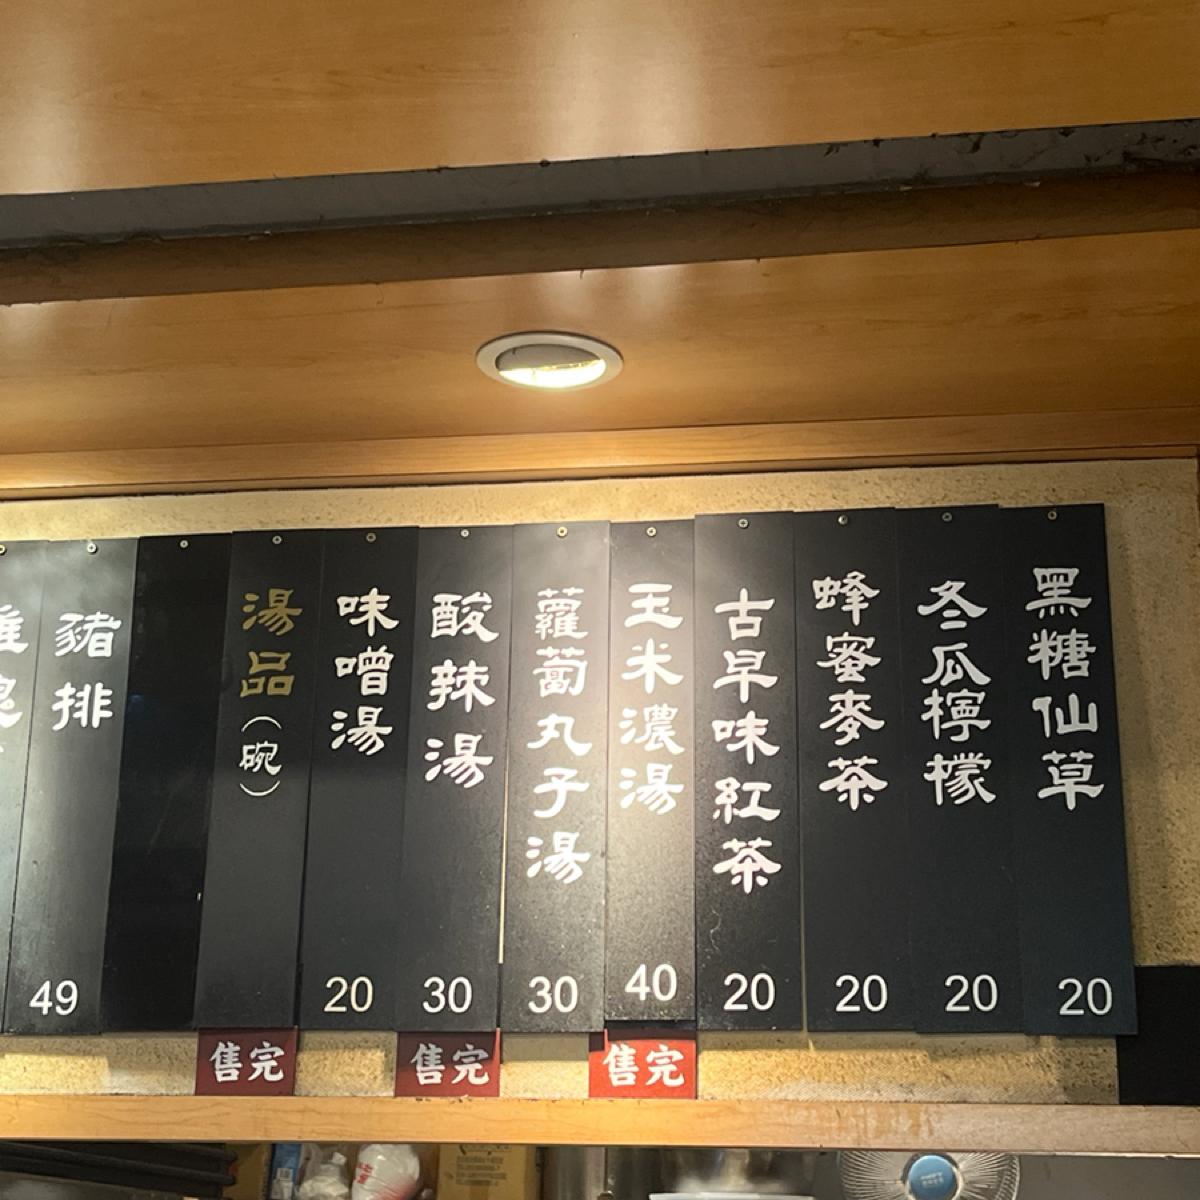 豬排
49
湯品(碗)
售完
味噌湯
20
酸辣湯
30
售完
蘿蔔丸子湯
30
玉米濃湯
40
售完
古早味紅茶
20
蜂蜜麥茶
20
冬瓜檸檬
20
黑糖仙草
20